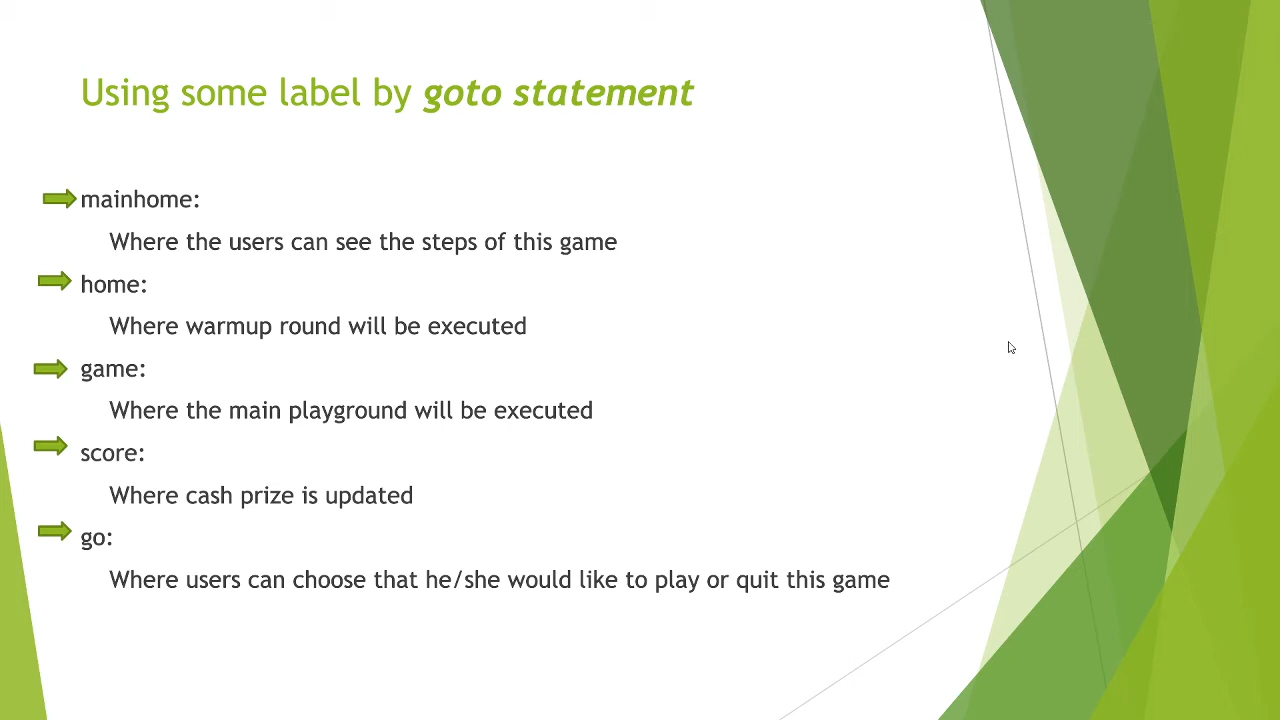 Using some label by goto statement
mainhome:
Where the users can see the steps of this game
home:
Where warmup round will be executed
game:
Where the main playground will be executed
score:
Where cash prize is updated
go:
Where users can choose that he/she would like to play or quit this game